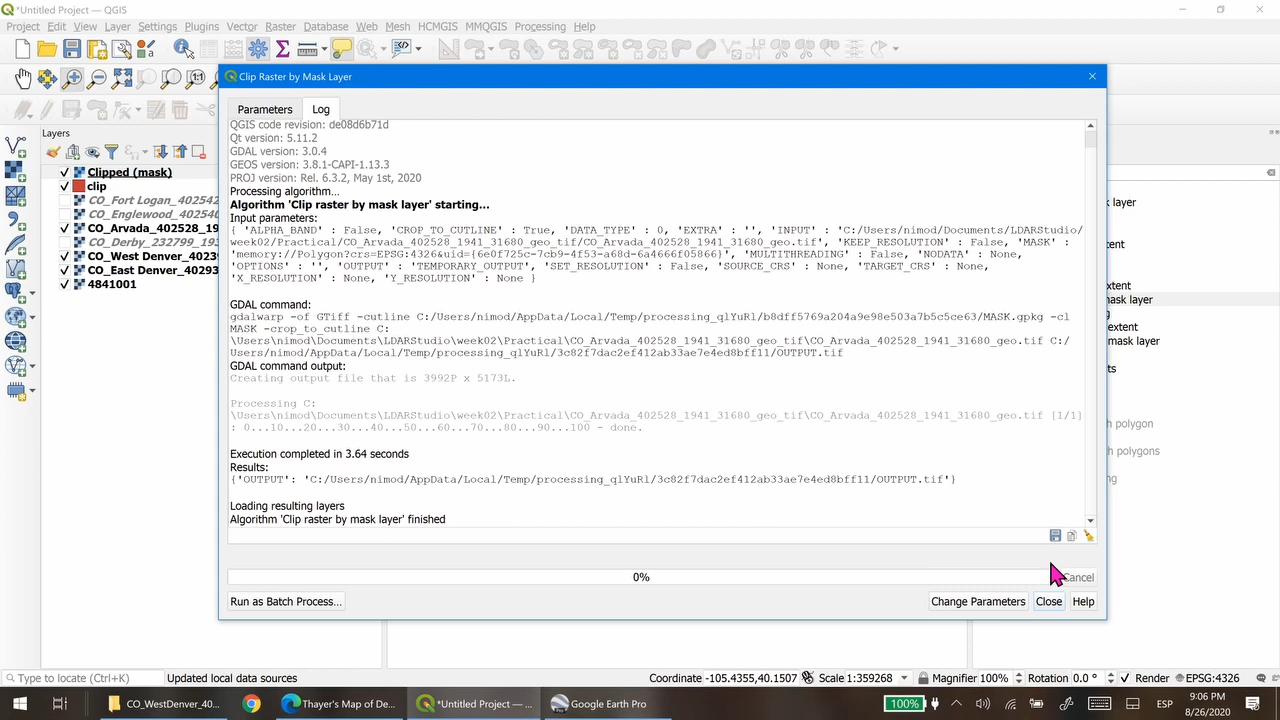 *Untitled Project — QGIS
Project Edit View Layer Settings Plugins Vector Raster Database Web Mesh HCMGIS MMQGIS Processing Help
Clip Raster by Mask Layer
Parameters Log
Layers
Clipped (mask)
clip
CO_Fort Logan_402542
CO_Englewood_40254
CO_Arvada_402528_19
CO_Derby_232799_193
CO_West Denver_4023
CO_East Denver_40293
4841001
QGIS code revision: de08d6b71d
Qt version: 5.11.2
GDAL version: 3.0.4
GEOS version: 3.8.1-CAPI-1.13.3
PROJ version: Rel. 6.3.2, May 1st, 2020
Processing algorithm…
Algorithm 'Clip raster by mask layer' starting…
Input parameters:
{ 'ALPHA_BAND' : False, 'CROP_TO_CUTLINE' : True, 'DATA_TYPE' : 0, 'EXTRA' : '', 'INPUT' : 'C:/Users/nimod/Documents/LDARStudio/
week02/Practical/CO_Arvada_402528_1941_31680_geo_tif/CO_Arvada_402528_1941_31680_geo.tif', 'KEEP_RESOLUTION' : False, 'MASK' :
'memory://Polygon?crs=EPSG:4326&uid={6e0f725c-7cb9-4f53-a68d-6a4666f05866}', 'MULTITHREADING' : False, 'NODATA' : None,
'OPTIONS' : '', 'OUTPUT' : 'TEMPORARY_OUTPUT', 'SET_RESOLUTION' : False, 'SOURCE_CRS' : None, 'TARGET_CRS' : None,
'X_RESOLUTION' : None, 'Y_RESOLUTION' : None }
GDAL command:
gdalwarp -of GTiff -cutline C:/Users/nimod/AppData/Local/Temp/processing_qlYuRl/b8dff5769a204a9e98e503a7b5c5ce63/MASK.gpkg -cl
MASK -crop_to_cutline C:
\Users\nimod\Documents\LDARStudio\week02\Practical\CO_Arvada_402528_1941_31680_geo_tif\CO_Arvada_402528_1941_31680_geo.tif C:/
Users/nimod/AppData/Local/Temp/processing_qlYuRl/3c82f7dac2ef412ab33ae7e4ed8bff11/OUTPUT.tif
GDAL command output:
Creating output file that is 3992P x 5173L.
Processing C:
\Users\nimod\Documents\LDARStudio\week02\Practical\CO_Arvada_402528_1941_31680_geo_tif\CO_Arvada_402528_1941_31680_geo.tif [1/1]
: 0...10...20...30...40...50...60...70...80...90...100 - done.
Execution completed in 3.64 seconds
Results:
{'OUTPUT': 'C:/Users/nimod/AppData/Local/Temp/processing_qlYuRl/3c82f7dac2ef412ab33ae7e4ed8bff11/OUTPUT.tif'}
Loading resulting layers
Algorithm 'Clip raster by mask layer' finished
0% Cancel
Run as Batch Process… Change Parameters Close Help
k layer
tent
xtent
mask layer
extent
mask layer
ts
h polygon
h polygons
Type to locate (Ctrl+K) Updated local data sources Coordinate -105.4355,40.1507 Scale 1:359268 Magnifier 100% Rotation 0.0 ° Render EPSG:4326
CO_WestDenver_40... Thayer's Map of De... *Untitled Project —... Google Earth Pro 100% ESP 9:06 PM
8/26/2020